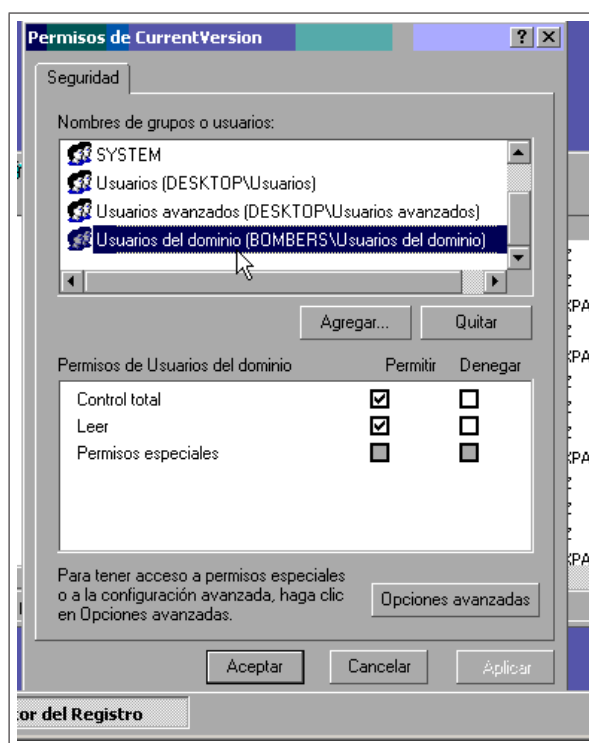 Permisos de CurrentVersion
Seguridad
Nombres de grupos o usuarios:
SYSTEM
Usuarios (DESKTOP\Usuarios)
Usuarios avanzados (DESKTOP\Usuarios avanzados)
Usuarios del dominio (BOMBERS\Usuarios del dominio)
Agregar... Quitar
Permisos de Usuarios del dominio Permitir Denegar
Control total
Leer
Permisos especiales
Para tener acceso a permisos especiales
o a la configuración avanzada, haga clic
en Opciones avanzadas.
Opciones avanzadas
Aceptar Cancelar Aplicar
or del Registro